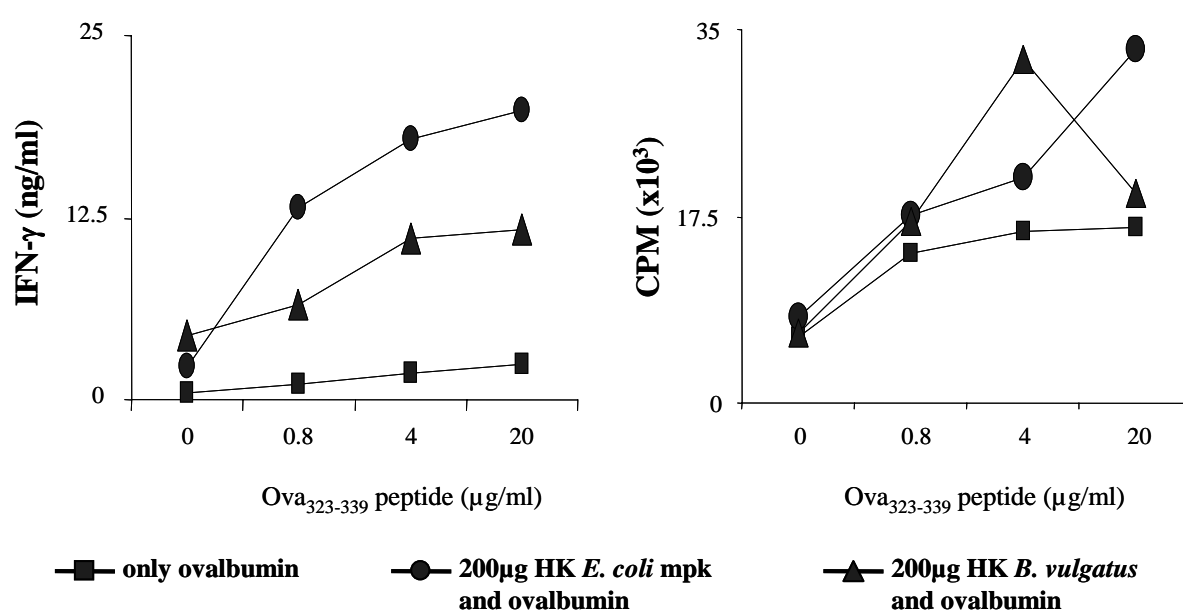 25
IFN-γ (ng/ml)
12.5
0
0 0.8 4 20
Ova323-339 peptide (µg/ml)
35
CPM (x10³)
17.5
0
0 0.8 4 20
Ova323-339 peptide (µg/ml)
only ovalbumin
200µg HK E. coli mpk
and ovalbumin
200µg HK B. vulgatus
and ovalbumin